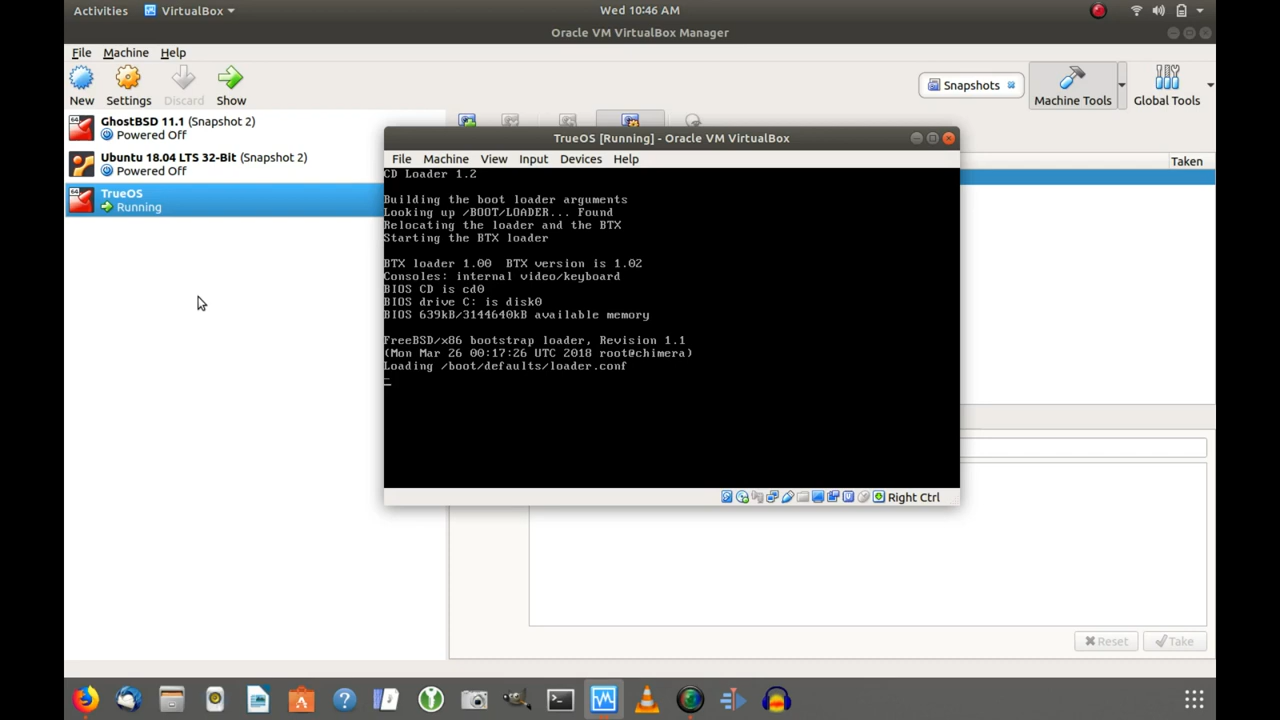 Activities VirtualBox Wed 10:46 AM
Oracle VM VirtualBox Manager
File Machine Help
New Settings Discard Show
Snapshots Machine Tools Global Tools
GhostBSD 11.1 (Snapshot 2)
Powered Off
Ubuntu 18.04 LTS 32-Bit (Snapshot 2)
Powered Off
TrueOS
Running
Taken
TrueOS [Running] - Oracle VM VirtualBox
File Machine View Input Devices Help
CD Loader 1.2
Building the boot loader arguments
Looking up /BOOT/LOADER... Found
Relocating the loader and the BTX
Starting the BTX loader
BTX loader 1.00 BTX version is 1.02
Consoles: internal video/keyboard
BIOS CD is cd0
BIOS drive C: is disk0
BIOS 639kB/3144640kB available memory
FreeBSD/x86 bootstrap loader, Revision 1.1
(Mon Mar 26 00:17:26 UTC 2018 root@chimera)
Loading /boot/defaults/loader.conf
Right Ctrl
Reset Take